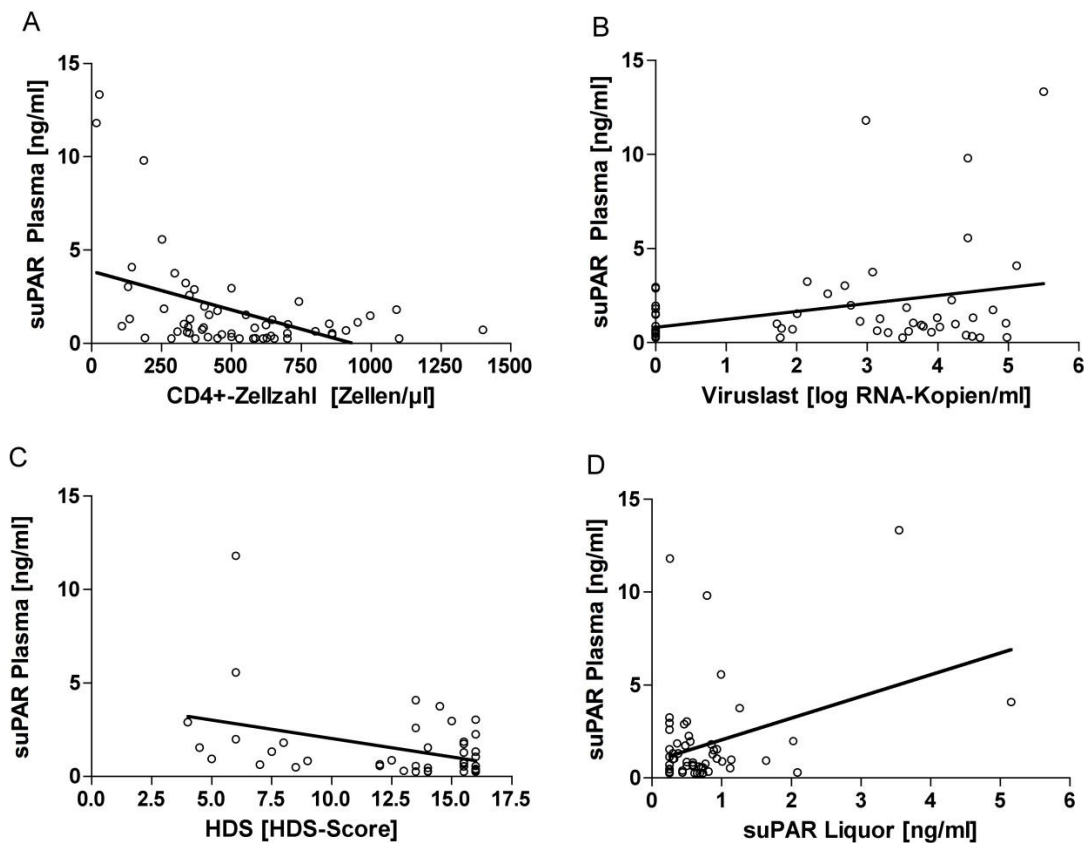 A
suPAR Plasma [ng/ml]
15
10
5
0
0 250 500 750 1000 1250 1500
CD4+-Zellzahl [Zellen/µl]
B
suPAR Plasma [ng/ml]
15
10
5
0
0 1 2 3 4 5 6
Viruslast [log RNA-Kopien/ml]
C
suPAR Plasma [ng/ml]
15
10
5
0
0.0 2.5 5.0 7.5 10.0 12.5 15.0 17.5
HDS [HDS-Score]
D
suPAR Plasma [ng/ml]
15
10
5
0
0 1 2 3 4 5 6
suPAR Liquor [ng/ml]